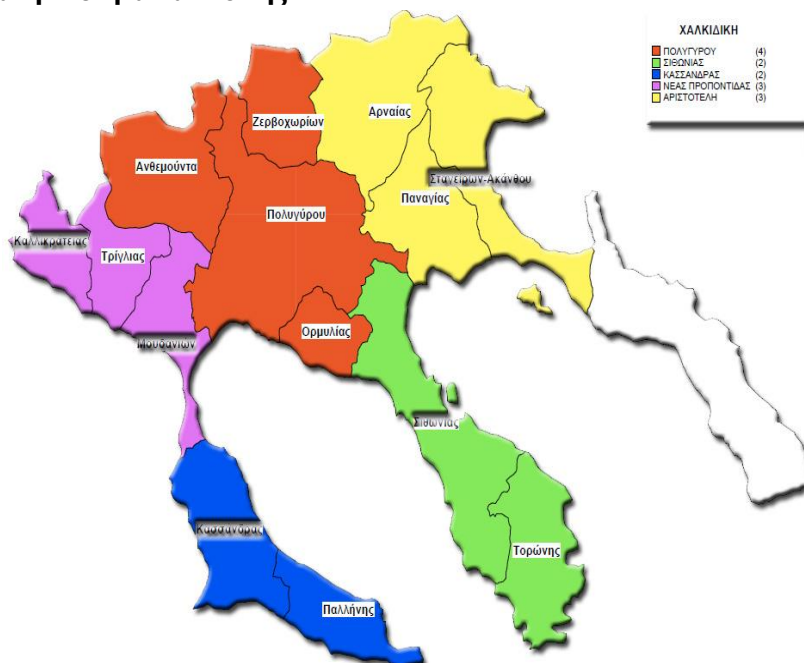 ΧΑΛΚΙΔΙΚΗ
ΠΟΛΥΓΥΡΟΥ (4)
ΣΙΘΩΝΙΑΣ (2)
ΚΑΣΣΑΝΔΡΑΣ (2)
ΝΕΑΣ ΠΡΟΠΟΝΤΙΔΑΣ (3)
ΑΡΙΣΤΟΤΕΛΗ (3)
Αρναίας
Ζερβοχωρίων
Ανθεμούντα
Σταγείρων-Ακάνθου
Παναγίας
Πολυγύρου
Καλλικράτειας
Τρίγλιας
Ορμυλίας
Μουδανιών
Σιθωνίας
Κασσάνδρας
Τορώνης
Παλλήνης